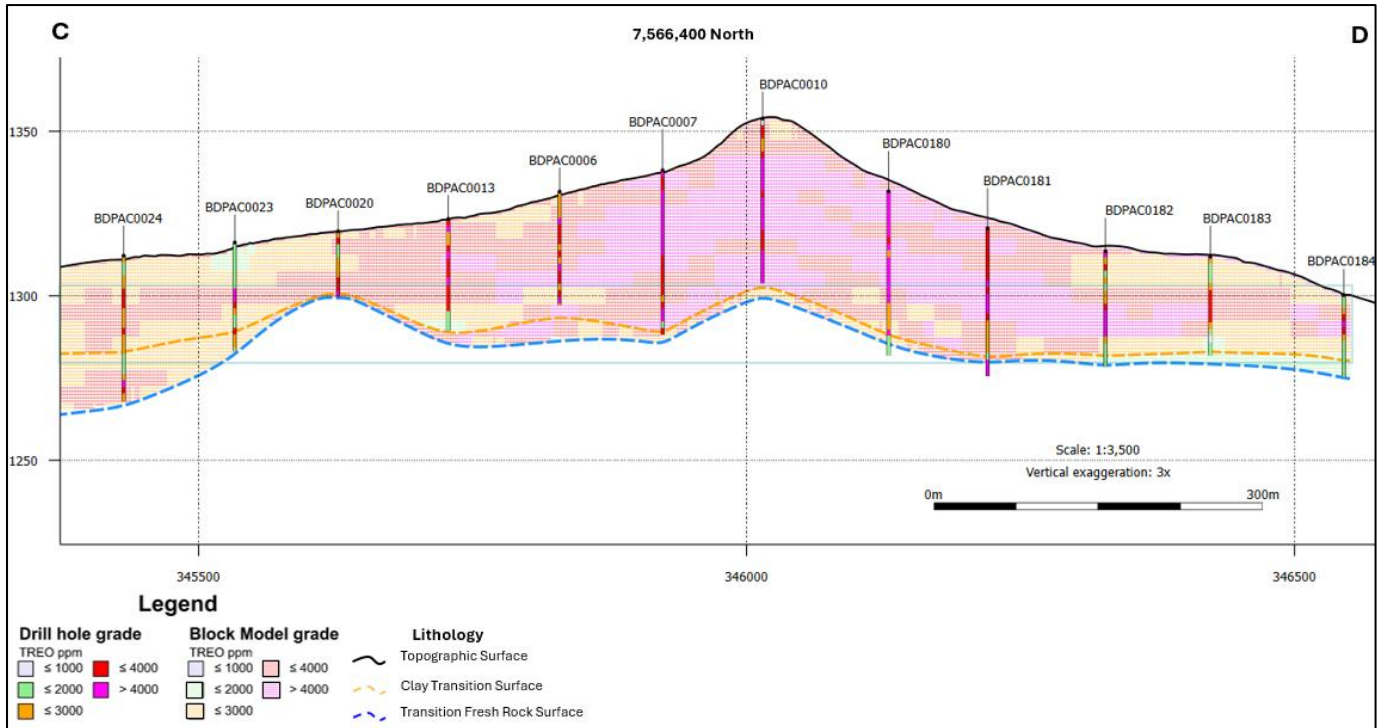 C
7,566,400 North
D
BDPAC0010
1350
BDPAC0007
BDPAC0180
BDPAC0006
BDPAC0181
BDPAC0013
BDPAC0020
BDPAC0023
BDPAC0024
BDPAC0182
BDPAC0183
BDPAC0184
1300
1250
Scale: 1:3,500
Vertical exaggeration: 3x
0m 300m
345500 346000 346500
Legend
Drill hole grade
TREO ppm
≤ 1000
≤ 2000
≤ 3000
≤ 4000
> 4000
Block Model grade
TREO ppm
≤ 1000
≤ 2000
≤ 3000
≤ 4000
> 4000
Lithology
Topographic Surface
Clay Transition Surface
Transition Fresh Rock Surface